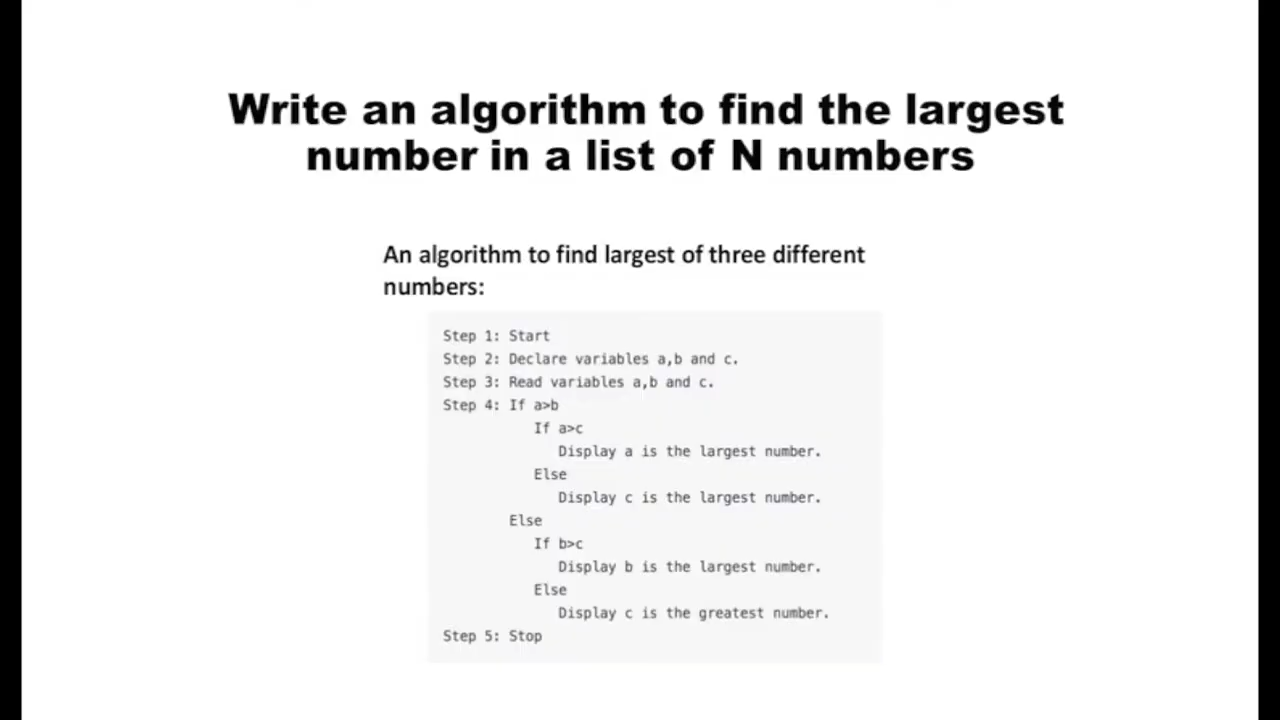 Write an algorithm to find the largest
number in a list of N numbers
An algorithm to find largest of three different
numbers:
Step 1: Start
Step 2: Declare variables a,b and c.
Step 3: Read variables a,b and c.
Step 4: If a>b
If a>c
Display a is the largest number.
Else
Display c is the largest number.
Else
If b>c
Display b is the largest number.
Else
Display c is the greatest number.
Step 5: Stop